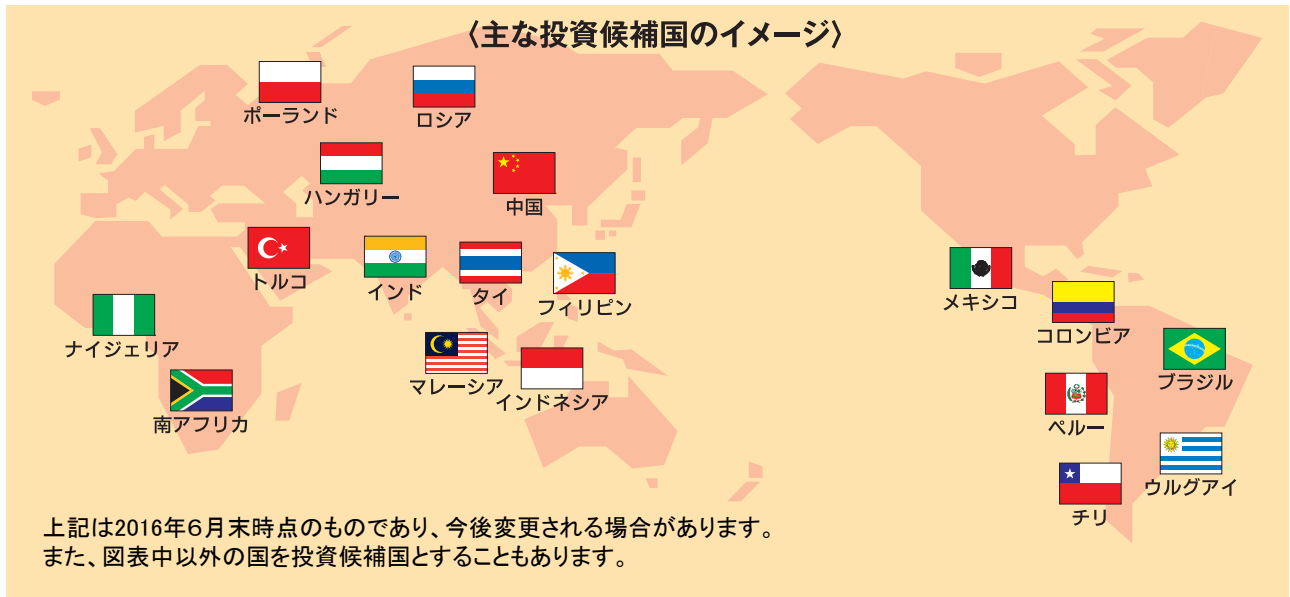 〈主な投資候補国のイメージ〉
ポーランド
ロシア
ハンガリー
中国
トルコ
インド
タイ
フィリピン
ナイジェリア
マレーシア
インドネシア
南アフリカ
メキシコ
コロンビア
ブラジル
ペルー
ウルグアイ
チリ
上記は2016年6月末時点のものであり、今後変更される場合があります。
また、図表中以外の国を投資候補国とすることもあります。